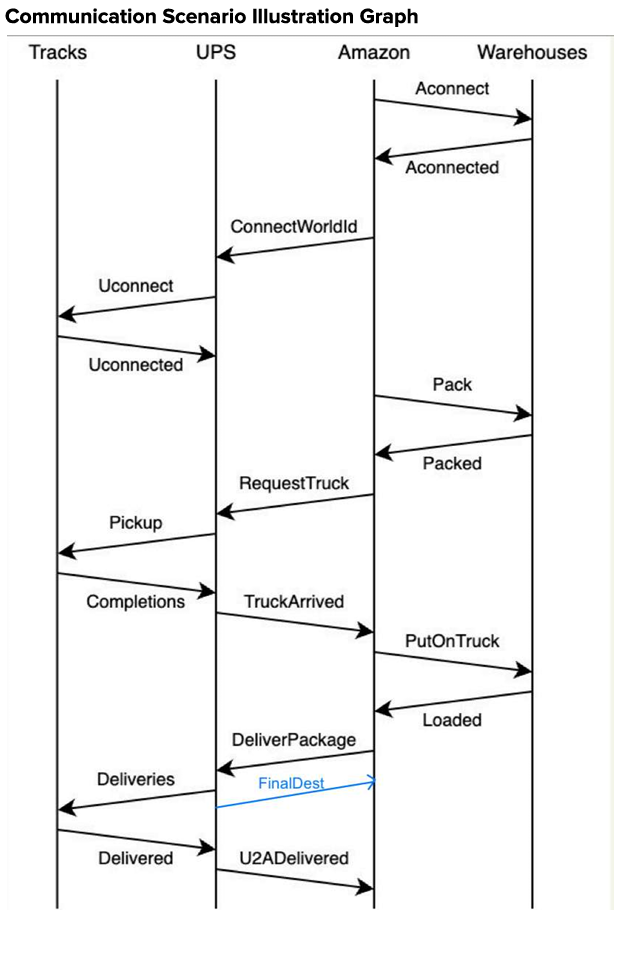 Communication Scenario Illustration Graph
Tracks UPS Amazon Warehouses
Aconnect
Aconnected
ConnectWorldId
Uconnect
Uconnected
Pack
Packed
RequestTruck
Pickup
Completions
TruckArrived
PutOnTruck
Loaded
DeliverPackage
Deliveries
FinalDest
Delivered
U2ADelivered